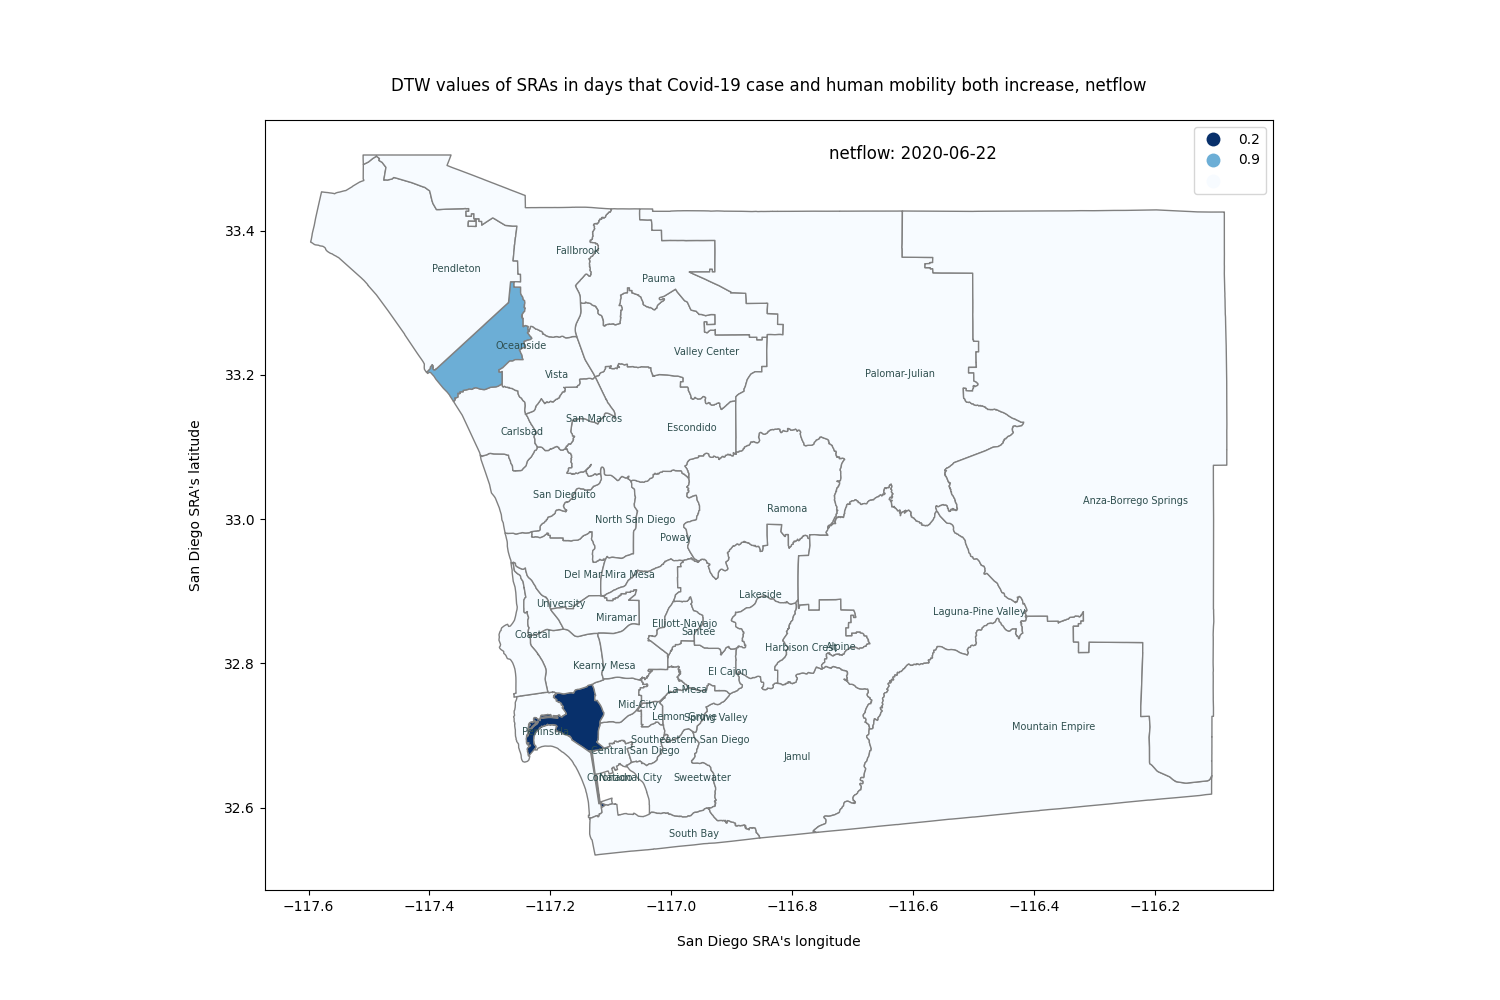 DTW values of SRAs in days that Covid-19 case and human mobility both increase, netflow
netflow: 2020-06-22
0.2
0.9
San Diego SRA's latitude
33.4
33.2
33.0
32.8
32.6
Fallbrook
Pendleton
Pauma
Oceanside
Valley Center
Vista
Palomar-Julian
San Marcos
Carlsbad
Escondido
San Dieguito
Anza-Borrego Springs
Ramona
North San Diego
Poway
Del Mar-Mira Mesa
Lakeside
University
Laguna-Pine Valley
Miramar
Elliott-Navajo
Santee
Coastal
Harbison Crest
Alpine
Kearny Mesa
El Cajon
La Mesa
Mid-City
Lemon Grove
Spring Valley
Mountain Empire
Peninsula
Southeastern San Diego
Central San Diego
Jamul
Coronado
National City
Sweetwater
South Bay
−117.6
−117.4
−117.2
−117.0
−116.8
−116.6
−116.4
−116.2
San Diego SRA's longitude